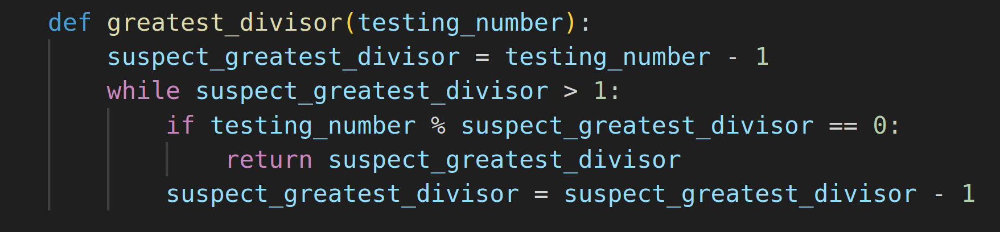 def greatest_divisor(testing_number):
    suspect_greatest_divisor = testing_number - 1
    while suspect_greatest_divisor > 1:
        if testing_number % suspect_greatest_divisor == 0:
            return suspect_greatest_divisor
        suspect_greatest_divisor = suspect_greatest_divisor - 1